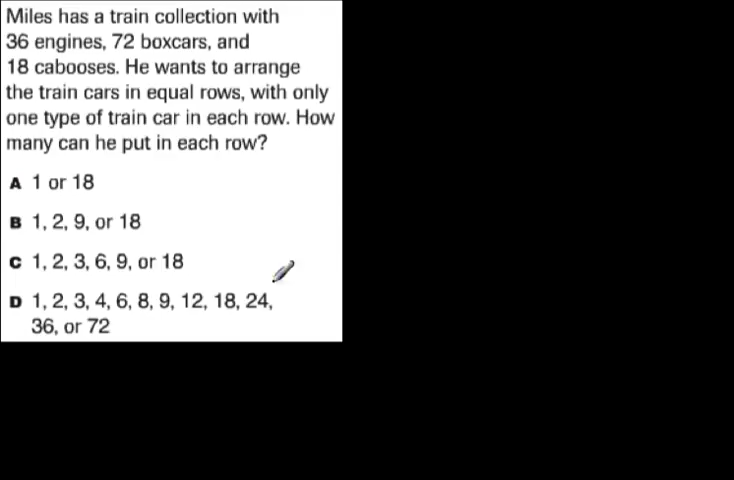 Miles has a train collection with
36 engines, 72 boxcars, and
18 cabooses. He wants to arrange
the train cars in equal rows, with only
one type of train car in each row. How
many can he put in each row?
A 1 or 18
B 1, 2, 9, or 18
C 1, 2, 3, 6, 9, or 18
D 1, 2, 3, 4, 6, 8, 9, 12, 18, 24,
36, or 72